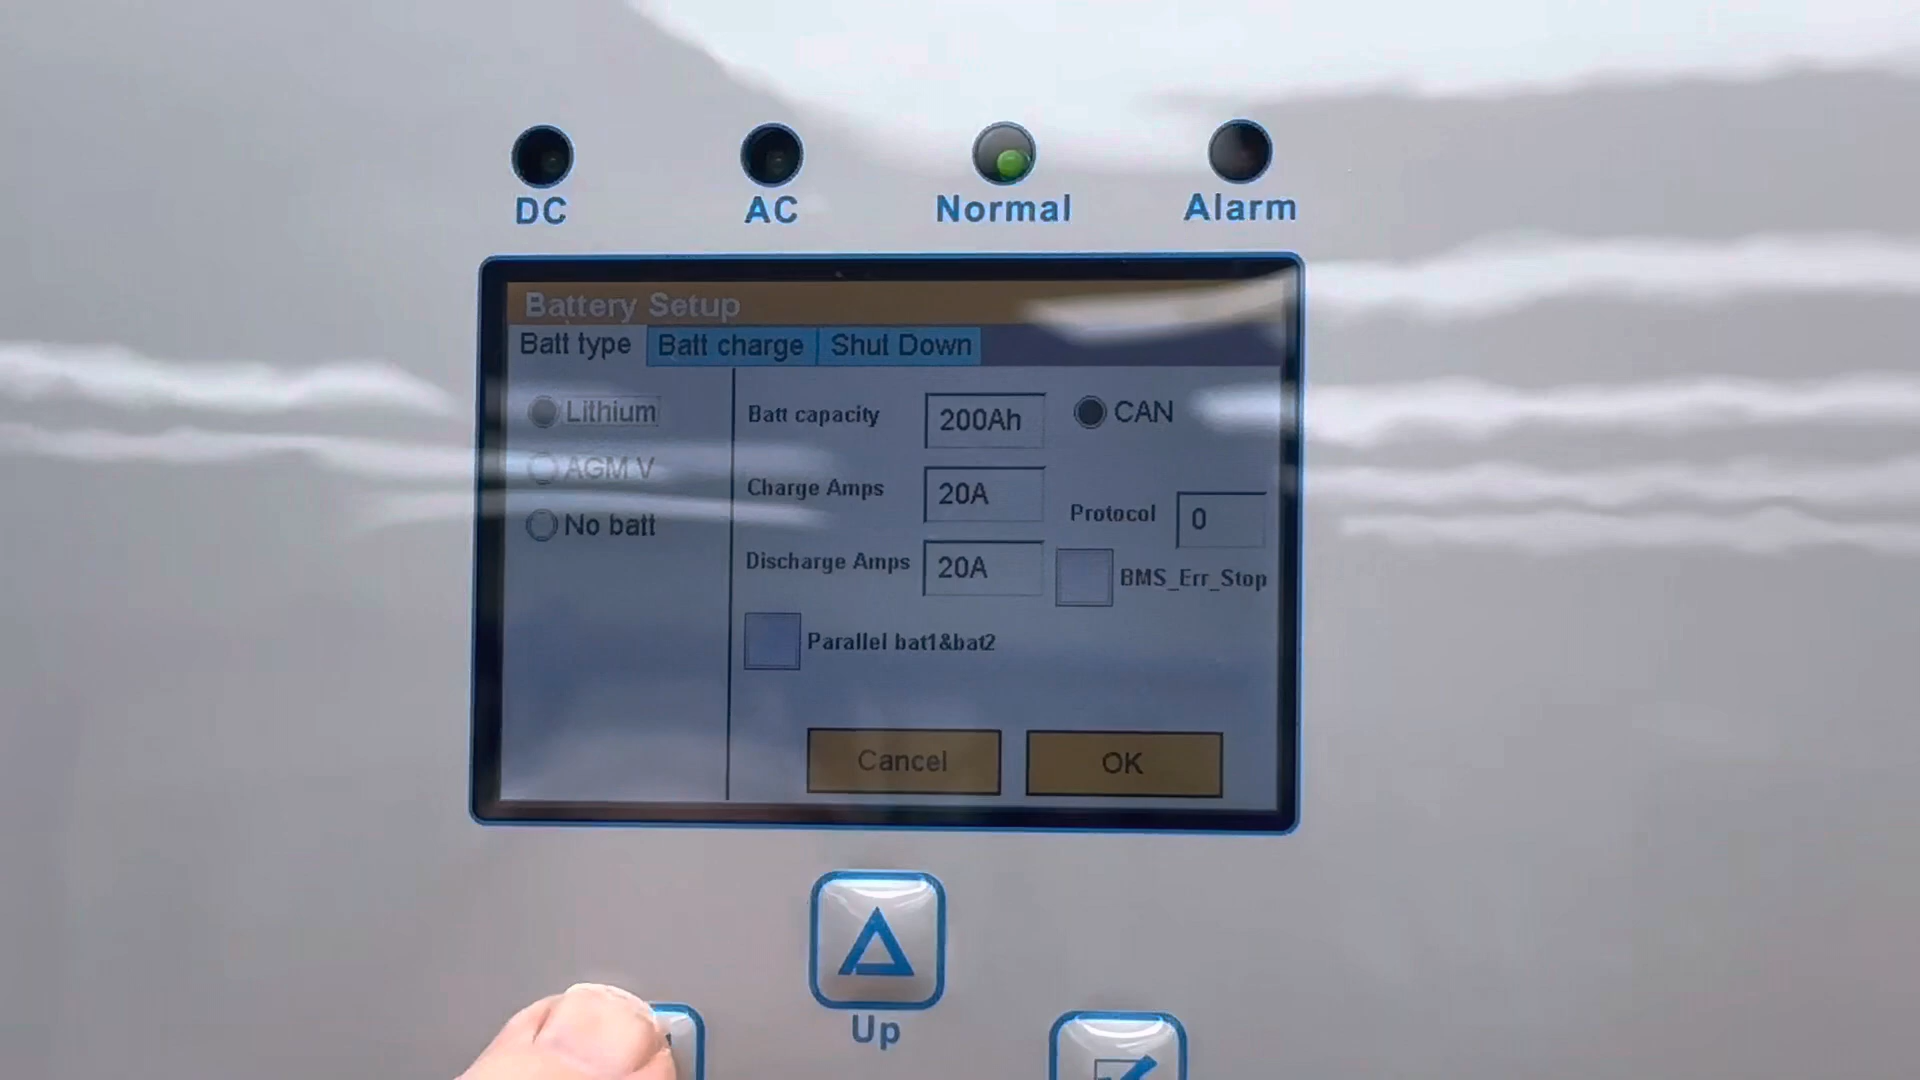 DC AC Normal Alarm
Battery Setup
Batt type Batt charge Shut Down
Lithium
AGM V
No batt
Batt capacity 200Ah CAN
Charge Amps 20A
Protocol 0
Discharge Amps 20A
BMS_Err_Stop
Parallel bat1&bat2
Cancel OK
Up